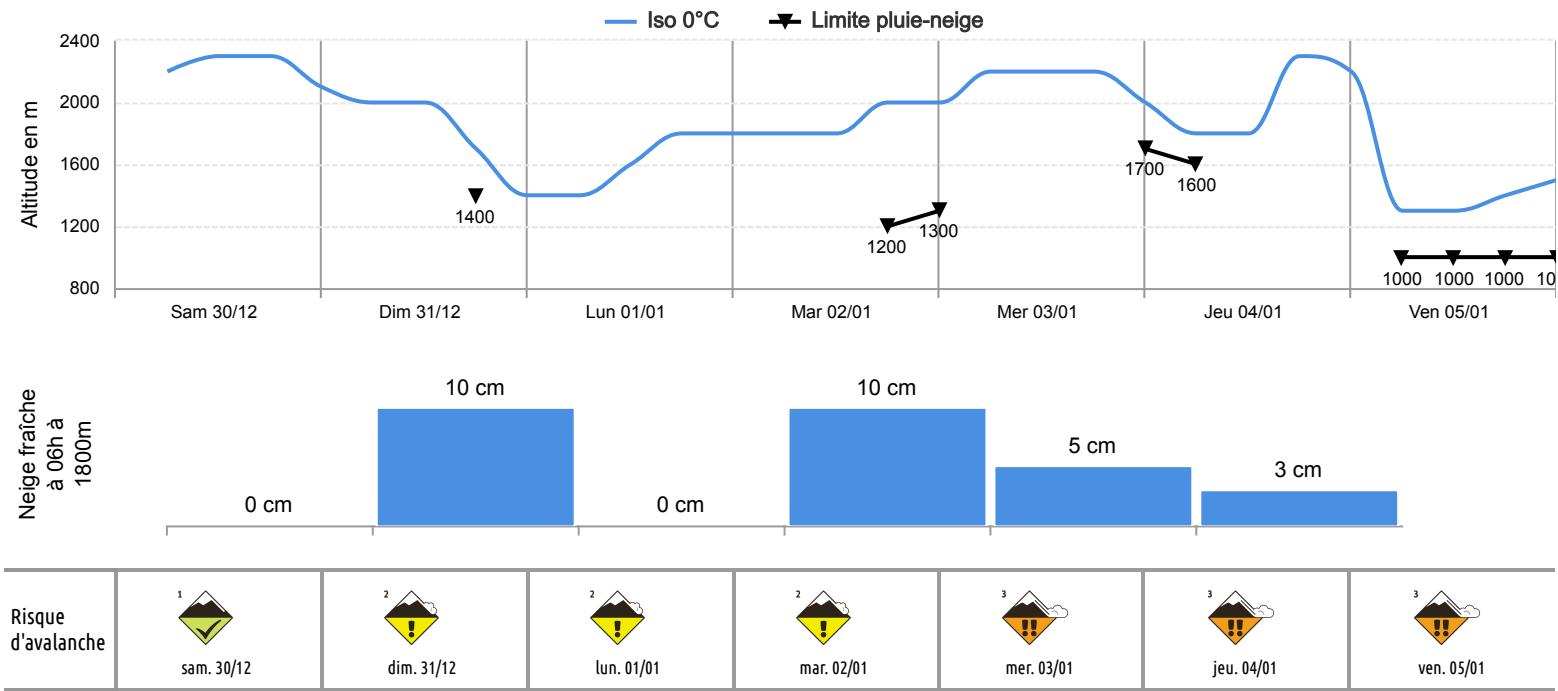 Iso 0°C
Limite pluie-neige
Altitude en m
2400
2000
1600
1200
800
1400
1200
1300
1700
1600
1000
1000
1000
10
Sam 30/12
Dim 31/12
Lun 01/01
Mar 02/01
Mer 03/01
Jeu 04/01
Ven 05/01
Neige fraîche
à 06h à
1800m
0 cm
10 cm
0 cm
10 cm
5 cm
3 cm
Risque
d'avalanche
1
2
2
2
3
3
3
sam. 30/12
dim. 31/12
lun. 01/01
mar. 02/01
mer. 03/01
jeu. 04/01
ven. 05/01